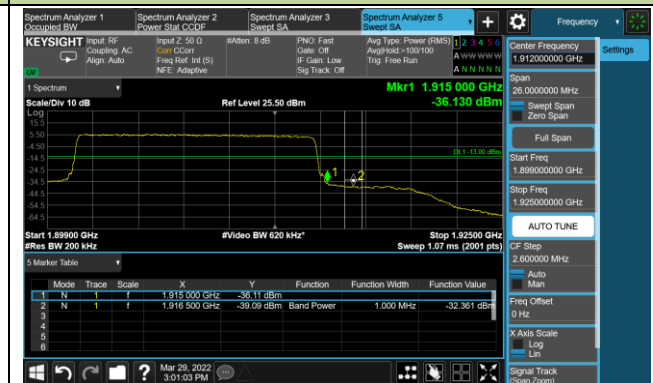 Spectrum Analyzer 1
Occupied BW
Spectrum Analyzer 2
Power Stat CCDF
Spectrum Analyzer 3
Swept SA
Spectrum Analyzer 5
Swept SA
+
Frequency
KEYSIGHT
Input: RF
Coupling: AC
Align: Auto
Input Z: 50 Ω
Corr CCorr
Freq Ref: Int (S)
NFE: Adaptive
#Atten: 8 dB
PNO: Fast
Gate: Off
IF Gain: Low
Sig Track: Off
Avg Type: Power (RMS)
Avg|Hold:>100/100
Trig: Free Run
1 2 3 4 5 6
A W W W W W
A N N N N N
LNI
1 Spectrum
Scale/Div 10 dB
Ref Level 25.50 dBm
Mkr1 1.915 000 GHz
-36.130 dBm
Log
15.5
5.50
-4.50
-14.5
-24.5
-34.5
-44.5
-54.5
-64.5
DL1 -13.00 dBm
1
2
Start 1.89900 GHz
#Res BW 200 kHz
#Video BW 620 kHz*
Stop 1.92500 GHz
Sweep 1.07 ms (2001 pts)
5 Marker Table
Mode Trace Scale X Y Function Function Width Function Value
1 N 1 f 1.915 000 GHz -36.11 dBm
2 N 1 f 1.916 500 GHz -39.09 dBm Band Power 1.000 MHz -32.361 dBm
3
4
5
6
?
Mar 29, 2022
3:01:03 PM
Settings
Center Frequency
1.912000000 GHz
Span
26.0000000 MHz
Swept Span
Zero Span
Full Span
Start Freq
1.899000000 GHz
Stop Freq
1.925000000 GHz
AUTO TUNE
CF Step
2.600000 MHz
Auto
Man
Freq Offset
0 Hz
X Axis Scale
Log
Lin
Signal Track
(Span Zoom)